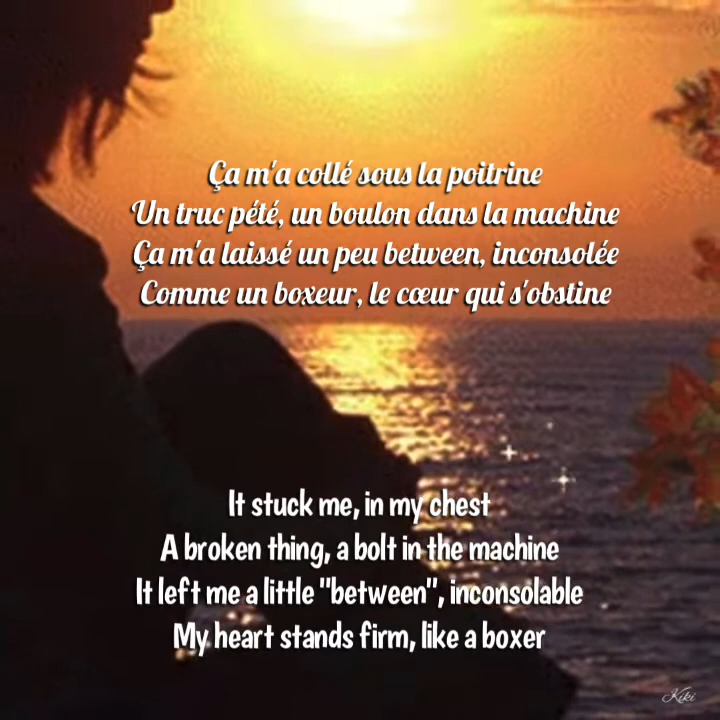 Ça m'a collé sous la poitrine
Un truc pété, un boulon dans la machine
Ça m'a laissé un peu between, inconsolée
Comme un boxeur, le cœur qui s'obstine
It stuck me, in my chest
A broken thing, a bolt in the machine
It left me a little "between", inconsolable
My heart stands firm, like a boxer
Kiki